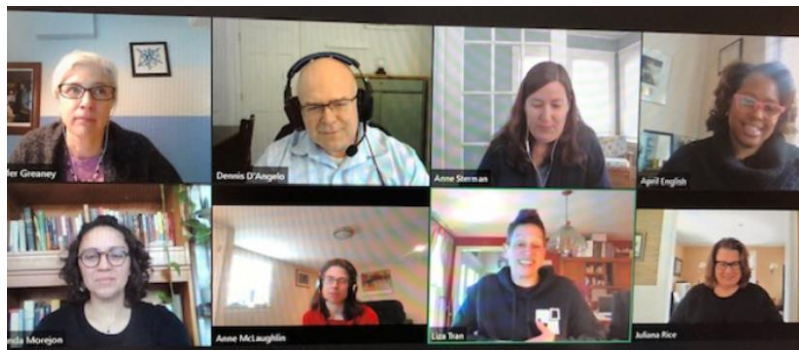 Greaney
Dennis D'Angelo
Anne Sterman
April English
Morejon
Anne McLaughlin
Liza Tran
Juliana Rice